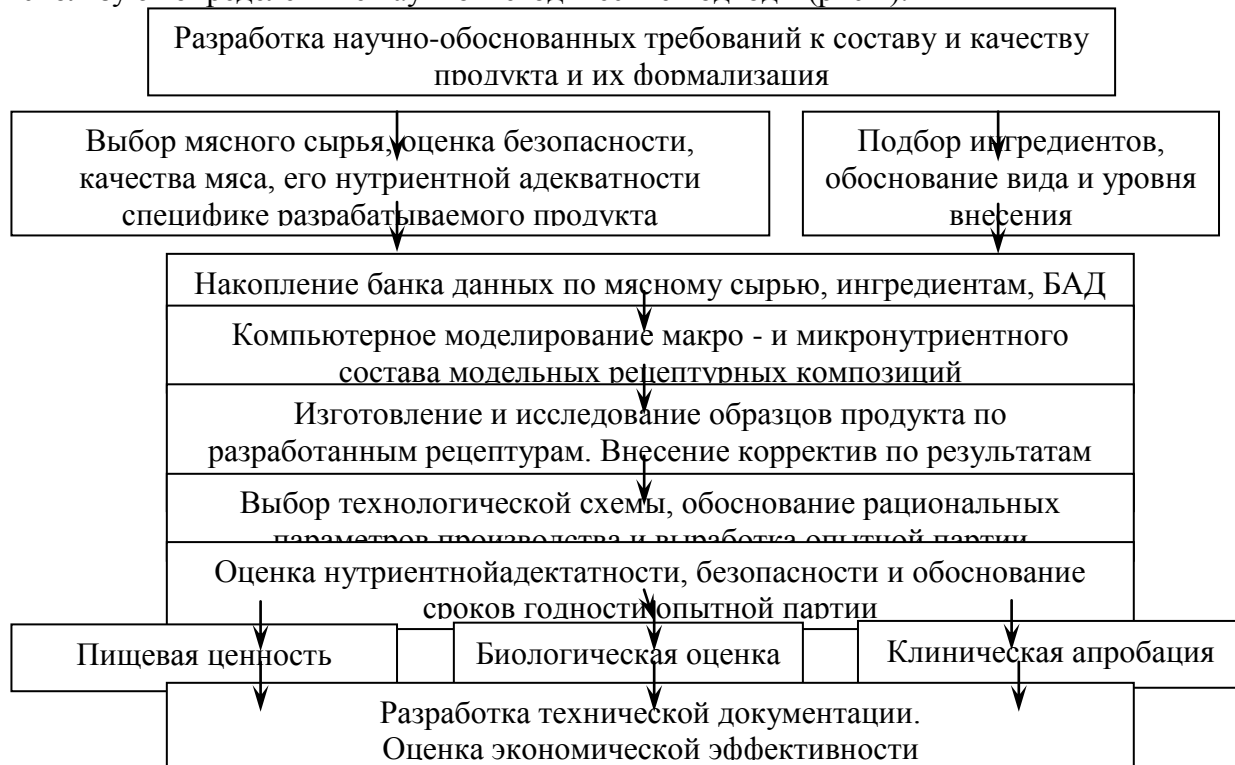 Разработка научно-обоснованных требований к составу и качеству
продукта и их формализация
Выбор мясного сырья, оценка безопасности,
качества мяса, его нутриентной адекватности
специфике разрабатываемого продукта
Подбор ингредиентов,
обоснование вида и уровня
внесения
Накопление банка данных по мясному сырью, ингредиентам, БАД
Компьютерное моделирование макро - и микронутриентного
состава модельных рецептурных композиций
Изготовление и исследование образцов продукта по
разработанным рецептурам. Внесение корректив по результатам
Выбор технологической схемы, обоснование рациональных
параметров производства и выработка опытной партии
Оценка нутриентнойадектатности, безопасности и обоснование
сроков годности опытной партии
Пищевая ценность
Биологическая оценка
Клиническая апробация
Разработка технической документации.
Оценка экономической эффективности